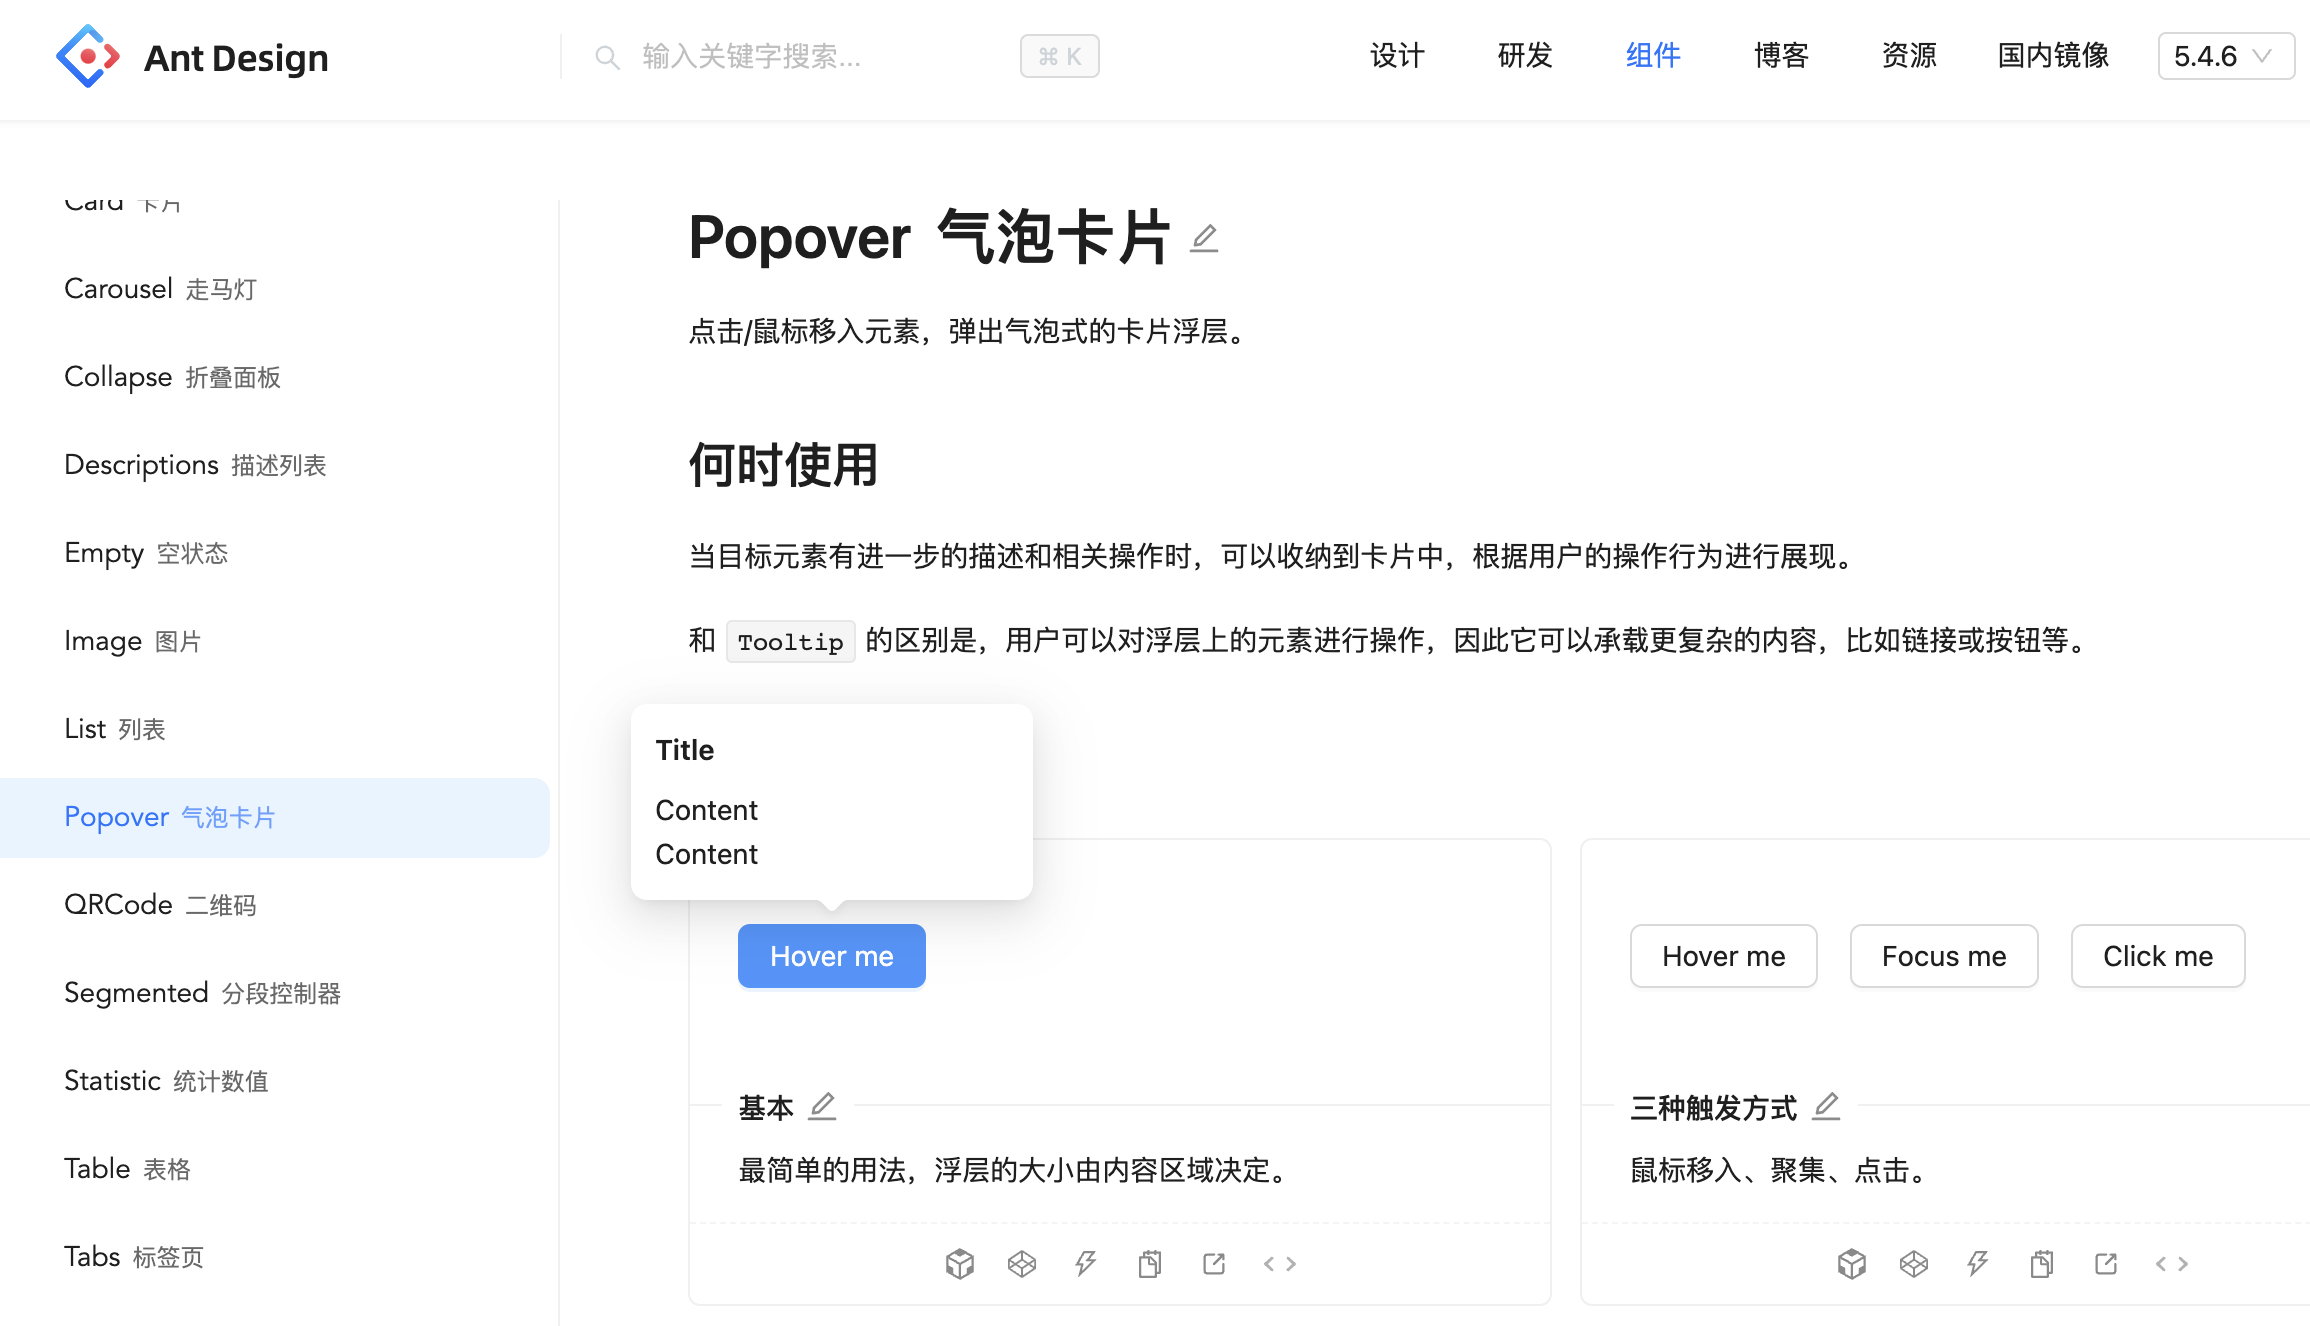 Ant Design
输入关键字搜索...
⌘ K
设计
研发
组件
博客
资源
国内镜像
5.4.6
Card 卡片
Carousel 走马灯
Collapse 折叠面板
Descriptions 描述列表
Empty 空状态
Image 图片
List 列表
Popover 气泡卡片
QRCode 二维码
Segmented 分段控制器
Statistic 统计数值
Table 表格
Tabs 标签页
Popover 气泡卡片
点击/鼠标移入元素，弹出气泡式的卡片浮层。
何时使用
当目标元素有进一步的描述和相关操作时，可以收纳到卡片中，根据用户的操作行为进行展现。
和 Tooltip 的区别是，用户可以对浮层上的元素进行操作，因此它可以承载更复杂的内容，比如链接或按钮等。
Title
Content
Content
Hover me
基本
最简单的用法，浮层的大小由内容区域决定。
Hover me
Focus me
Click me
三种触发方式
鼠标移入、聚集、点击。